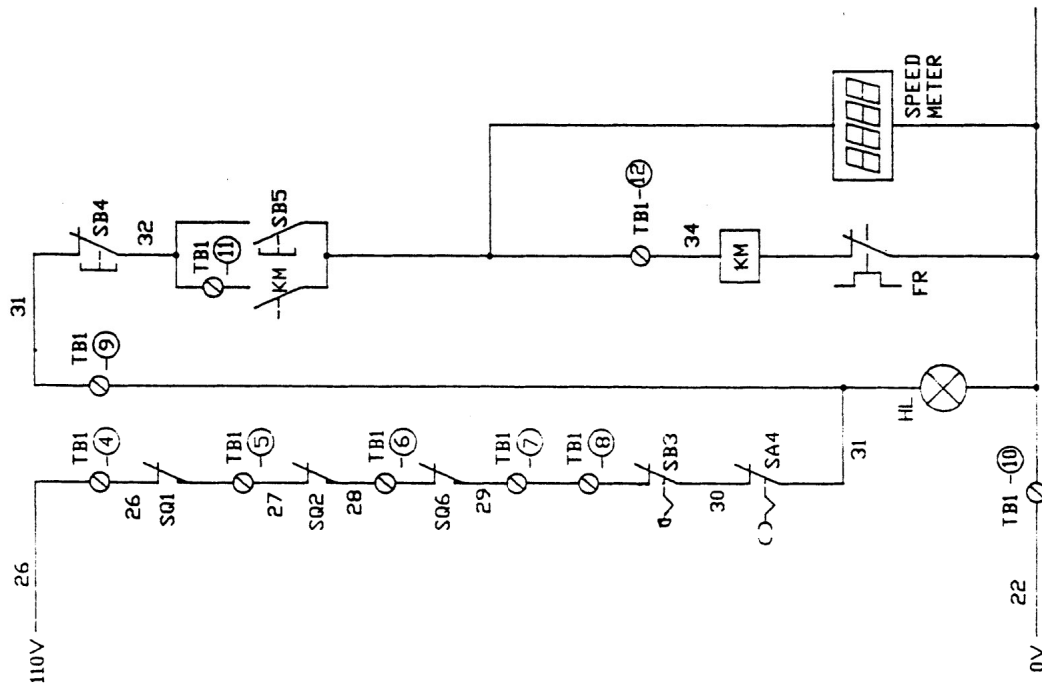 110V
26
TB1
-④
26
SQ1
TB1
-⑤
27
SQ2
28
TB1
-⑥
SQ6
29
TB1
-⑦
TB1
-⑧
SB3
30
SA4
31
HL
TB1
-⑨
31
SB4
32
TB1
-⑪
KM
SB5
TB1-⑫
34
KM
FR
SPEED
METER
0V
22
TB1 -⑩